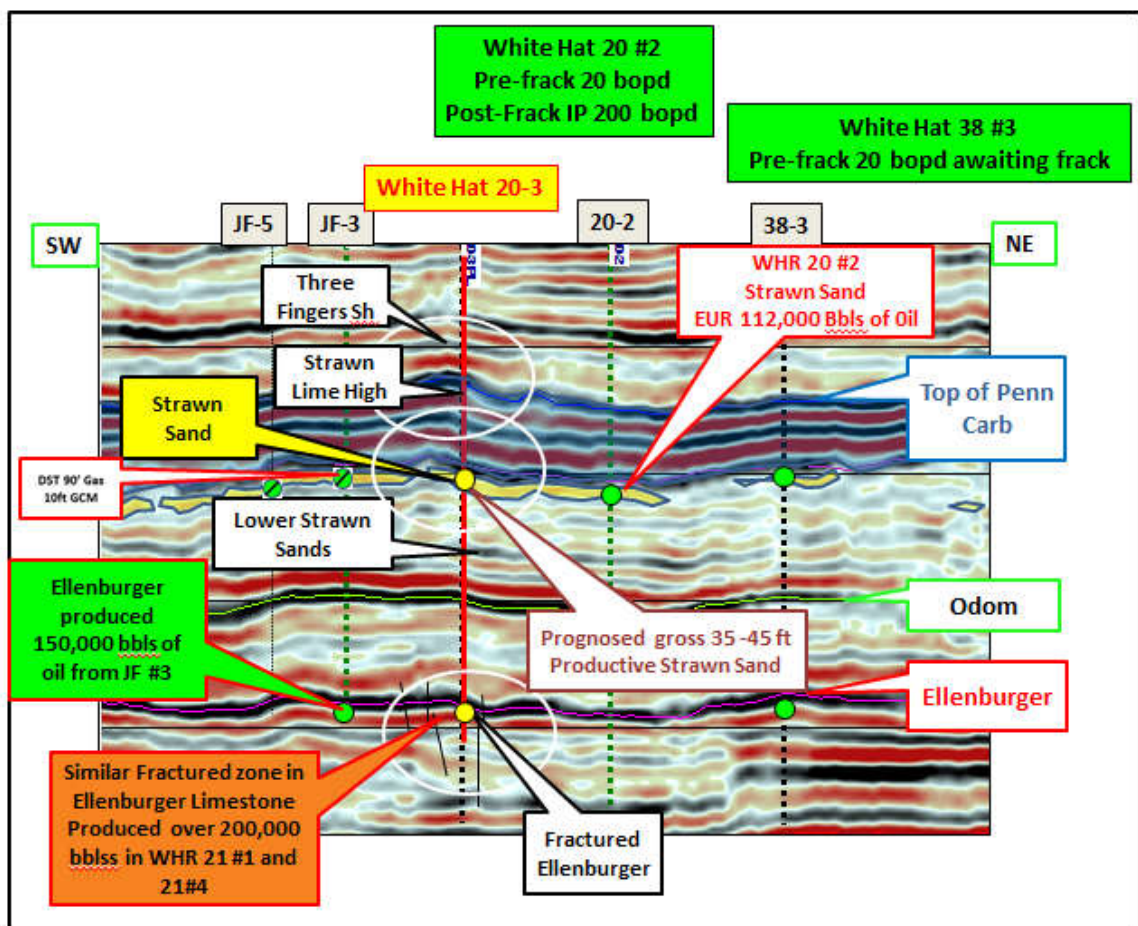 White Hat 20 #2
Pre-frack 20 bopd
Post-Frack IP 200 bopd
White Hat 38 #3
Pre-frack 20 bopd awaiting frack
White Hat 20-3
JF-5
JF-3
20-2
38-3
SW
NE
Three
Fingers Sh
WHR 20 #2
Strawn Sand
EUR 112,000 Bbls of Oil
Strawn
Lime High
Top of Penn
Carb
Strawn
Sand
DST 90' Gas
10ft GCM
Lower Strawn
Sands
Ellenburger
produced
150,000 bbls of
oil from JF #3
Odom
Prognosed gross 35 -45 ft
Productive Strawn Sand
Ellenburger
Similar Fractured zone in
Ellenburger Limestone
Produced over 200,000
bblss in WHR 21 #1 and
21#4
Fractured
Ellenburger